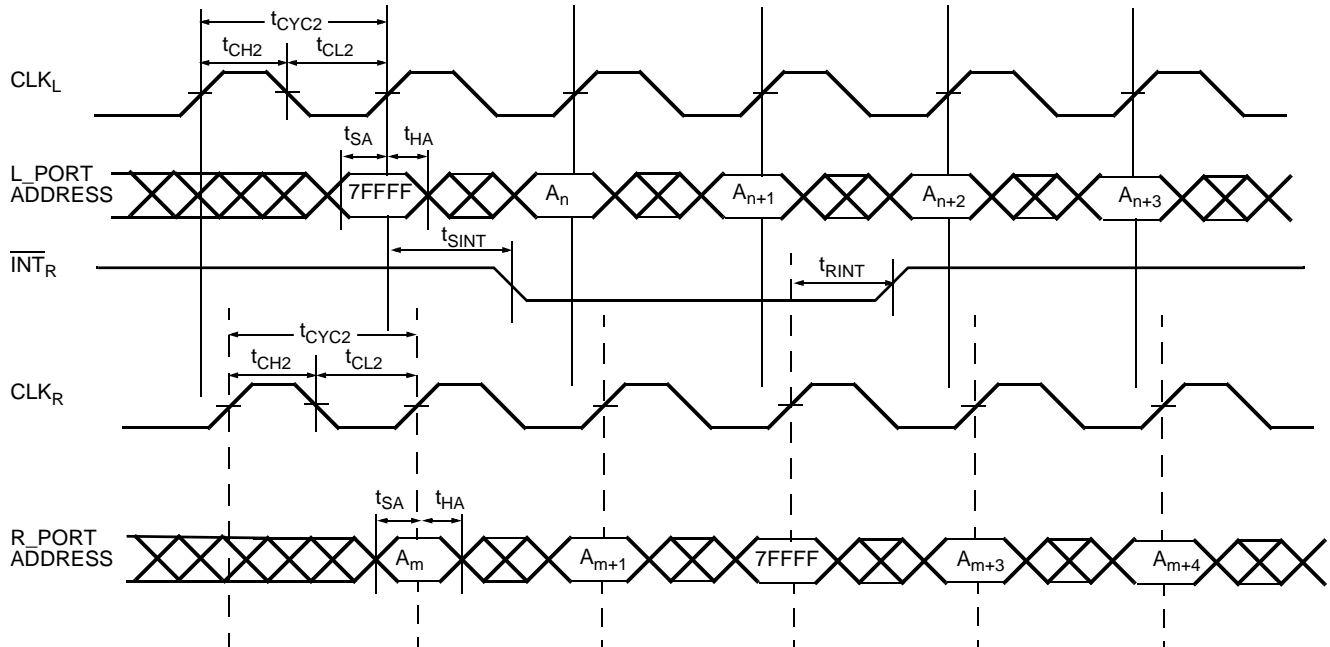 tCYC2
tCH2 tCL2
CLKL
tSA tHA
L_PORT
ADDRESS
7FFFF An An+1 An+2 An+3
tSINT
INTR
tRINT
tCYC2
tCH2 tCL2
CLKR
tSA tHA
R_PORT
ADDRESS
Am Am+1 7FFFF Am+3 Am+4